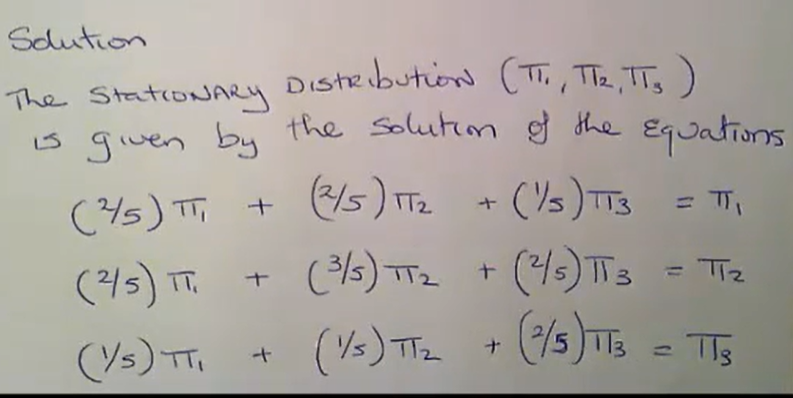 Solution
The Stationary Distribution (π₁, π₂, π₃)
is given by the solution of the Equations
(2/5) π₁ + (2/5) π₂ + (1/5) π₃ = π₁
(2/5) π₁ + (3/5) π₂ + (2/5) π₃ = π₂
(1/5) π₁ + (1/5) π₂ + (2/5) π₃ = π₃